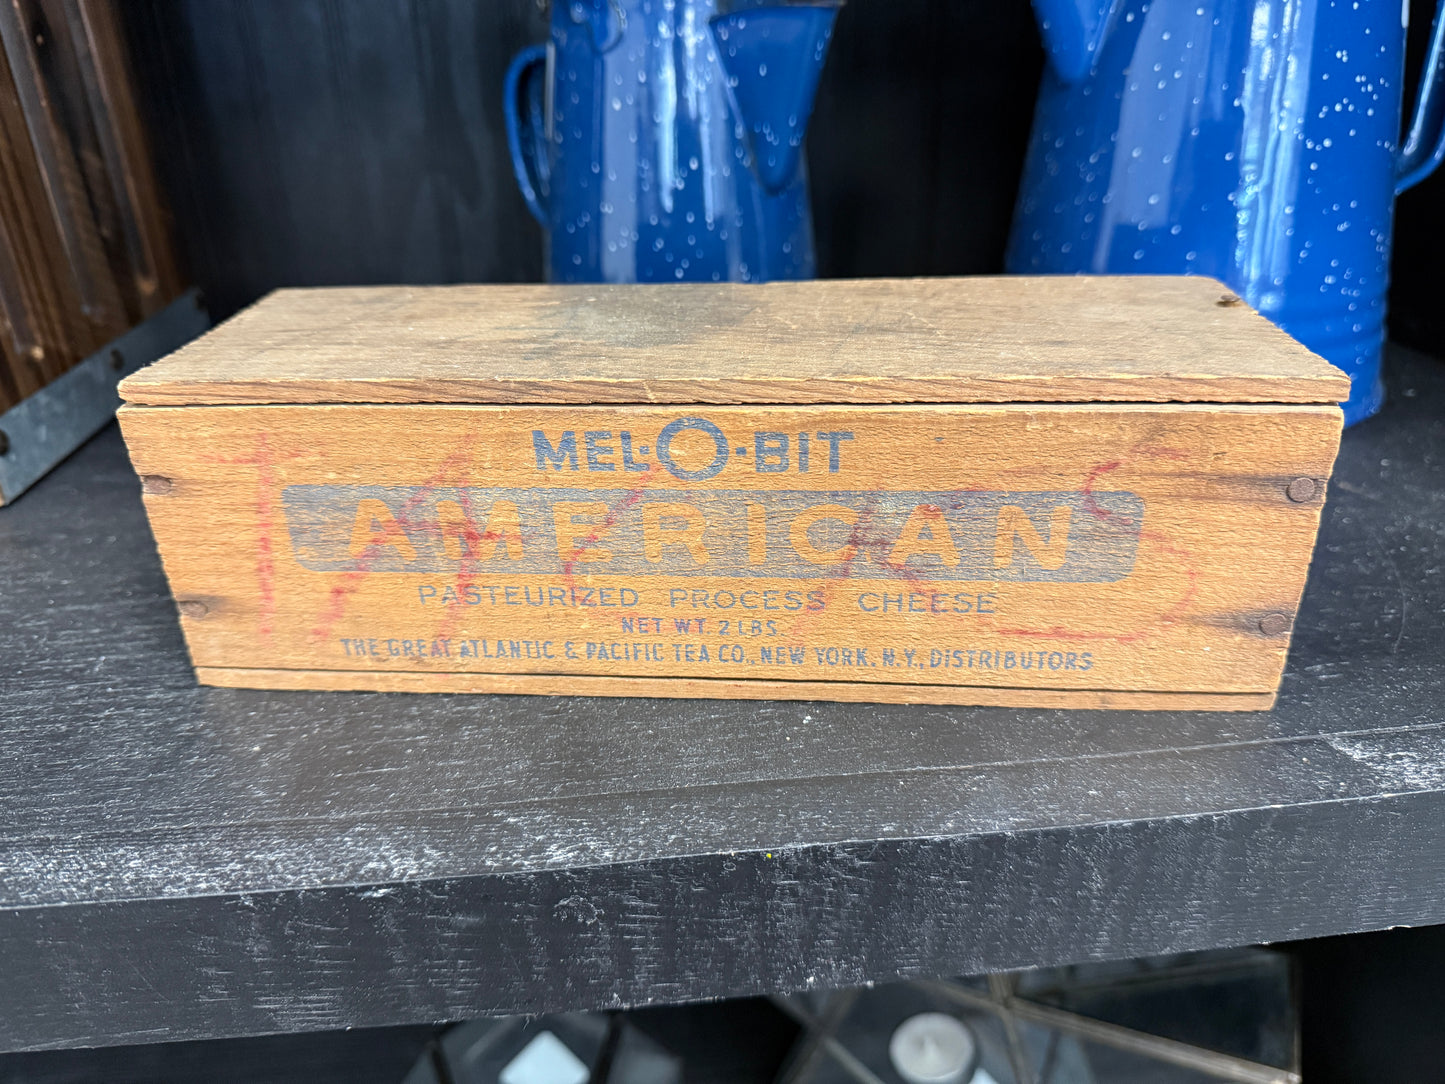 MEL·O·BIT
AMERICAN
PASTEURIZED PROCESS CHEESE
NET WT. 2 LBS.
THE GREAT ATLANTIC & PACIFIC TEA CO., NEW YORK, N.Y., DISTRIBUTORS
TACKS